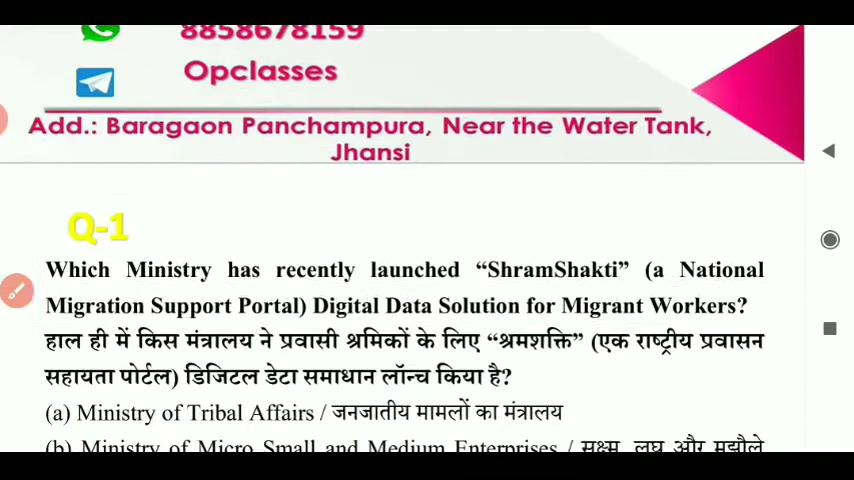 8858678159
Opclasses
Add.: Baragaon Panchampura, Near the Water Tank,
Jhansi
Q-1
Which Ministry has recently launched “ShramShakti” (a National
Migration Support Portal) Digital Data Solution for Migrant Workers?
हाल ही में किस मंत्रालय ने प्रवासी श्रमिकों के लिए “श्रमशक्ति” (एक राष्ट्रीय प्रवासन
सहायता पोर्टल) डिजिटल डेटा समाधान लॉन्च किया है?
(a) Ministry of Tribal Affairs / जनजातीय मामलों का मंत्रालय
(b) Ministry of Micro Small and Medium Enterprises / सूक्ष्म, लघु और मझौले